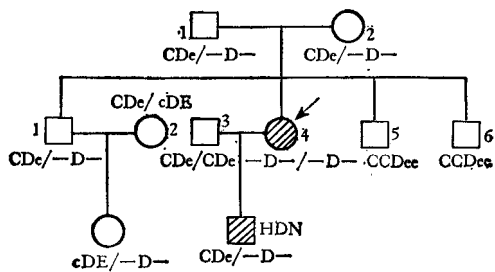 1 2
CDe/—D— CDe/—D—
CDe/cDE
1 2 3 4 5 6
CDe/—D— CDe/CDe —D—/—D— CCDee CCDee
HDN
cDE/—D— CDe/—D—